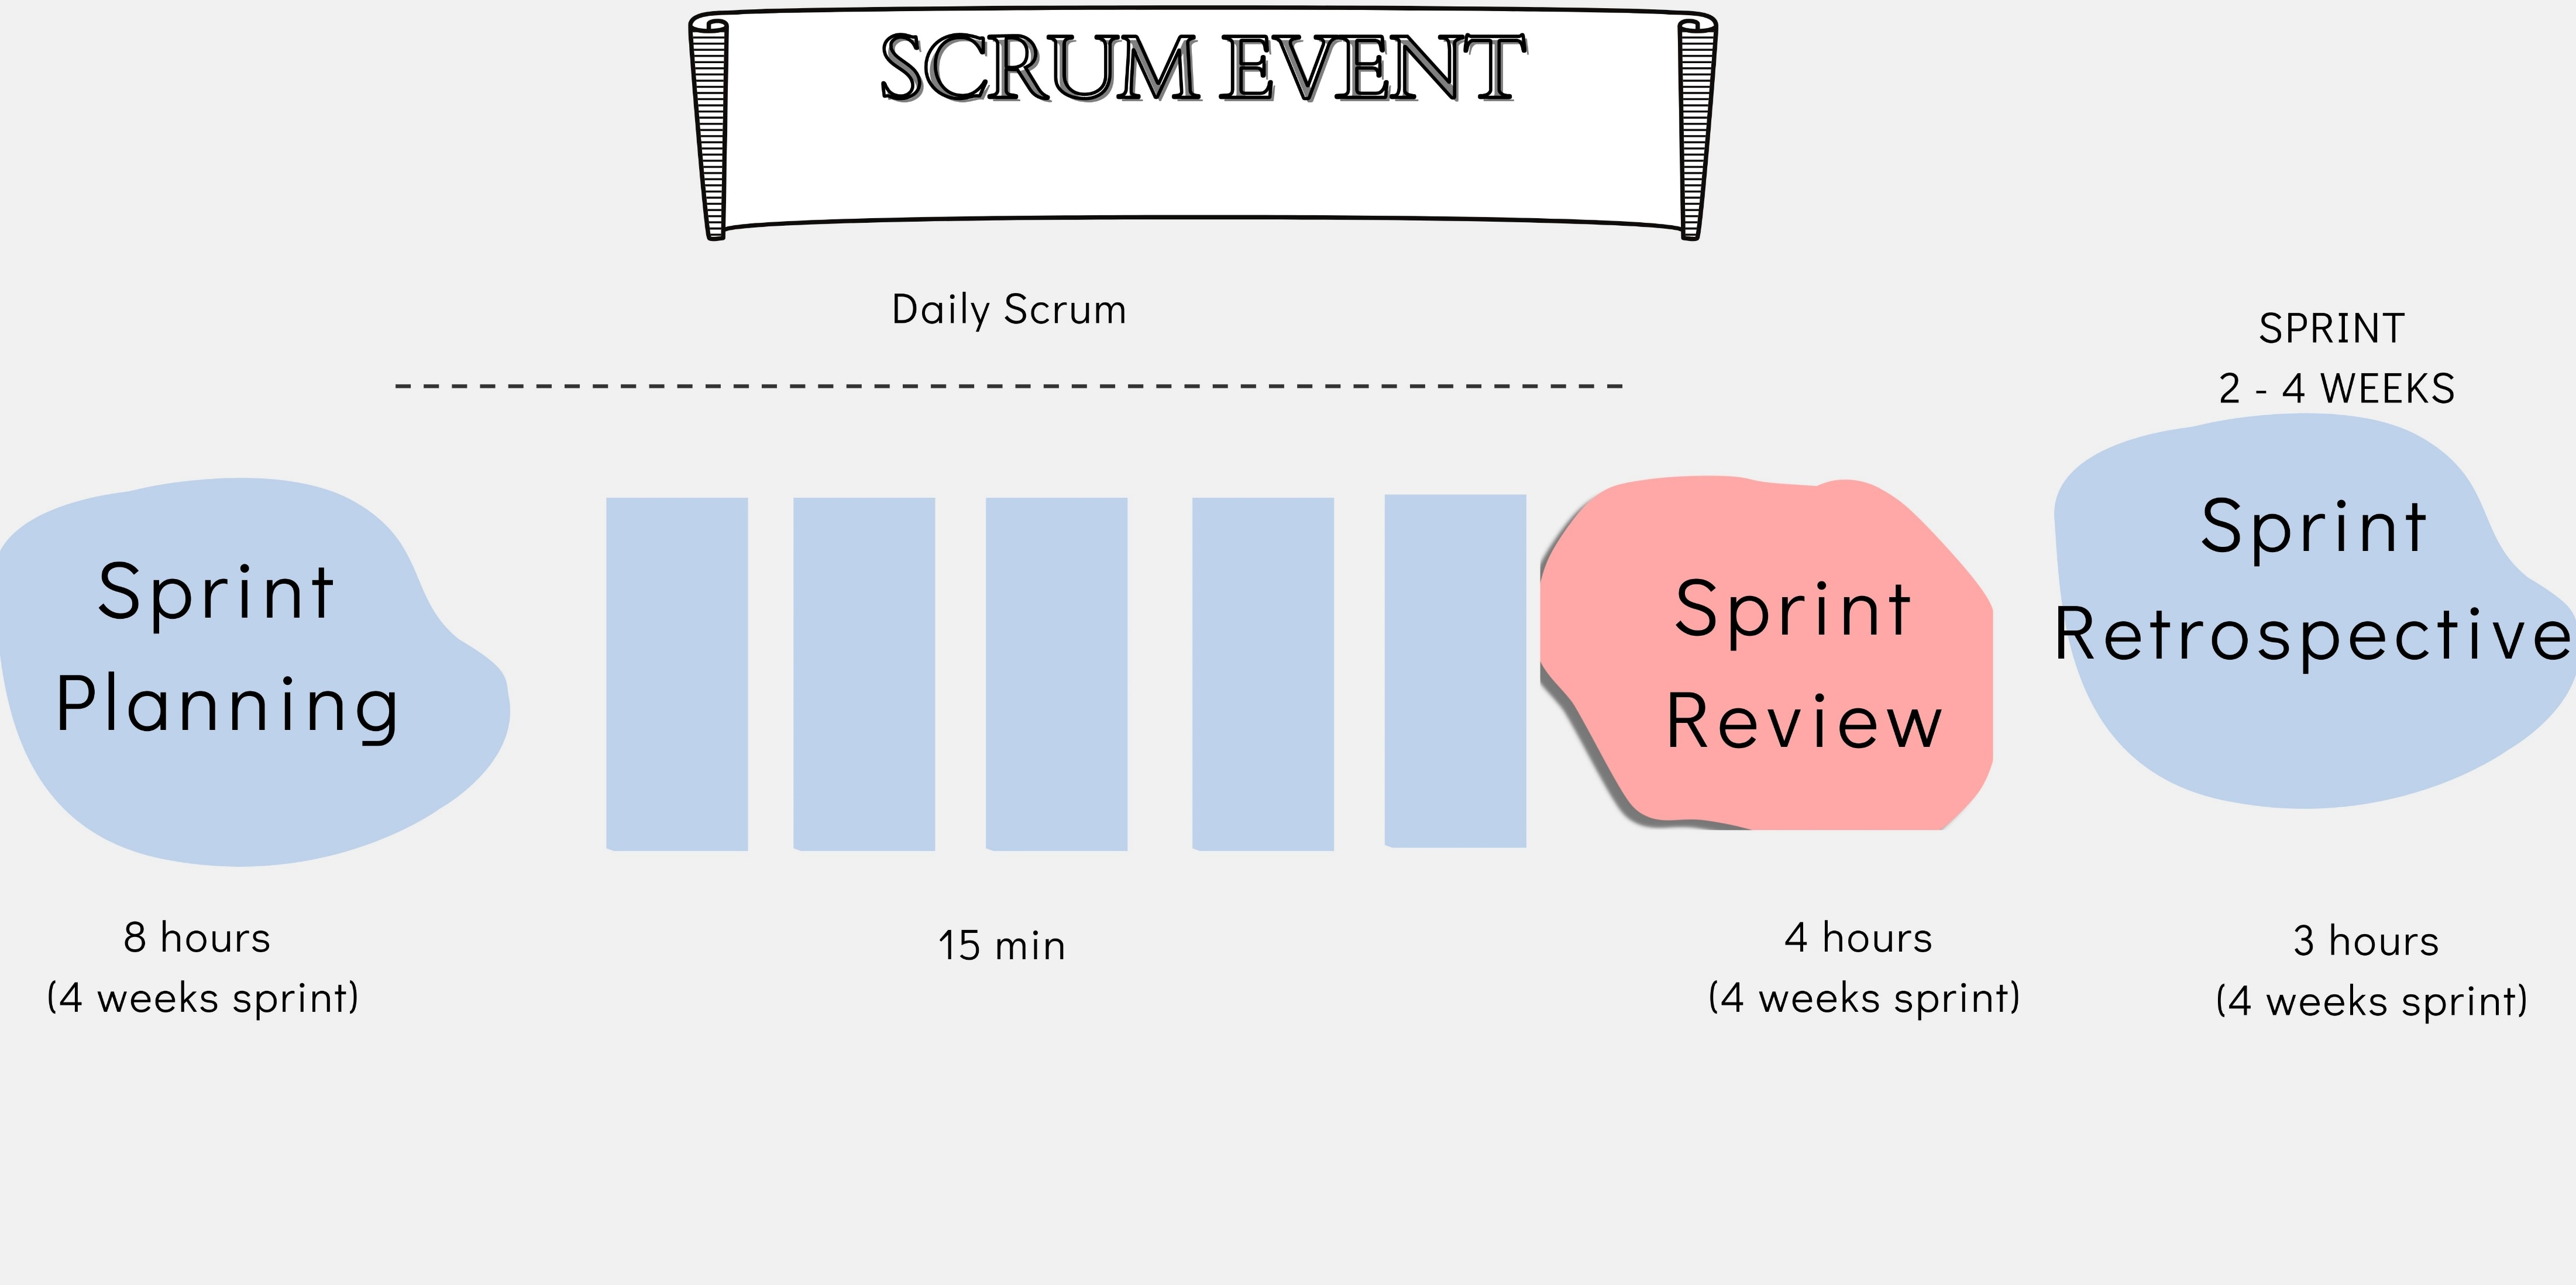 SCRUM EVENT
Daily Scrum
SPRINT
2 - 4 WEEKS
Sprint
Planning
Sprint
Review
Sprint
Retrospective
8 hours
(4 weeks sprint)
15 min
4 hours
(4 weeks sprint)
3 hours
(4 weeks sprint)